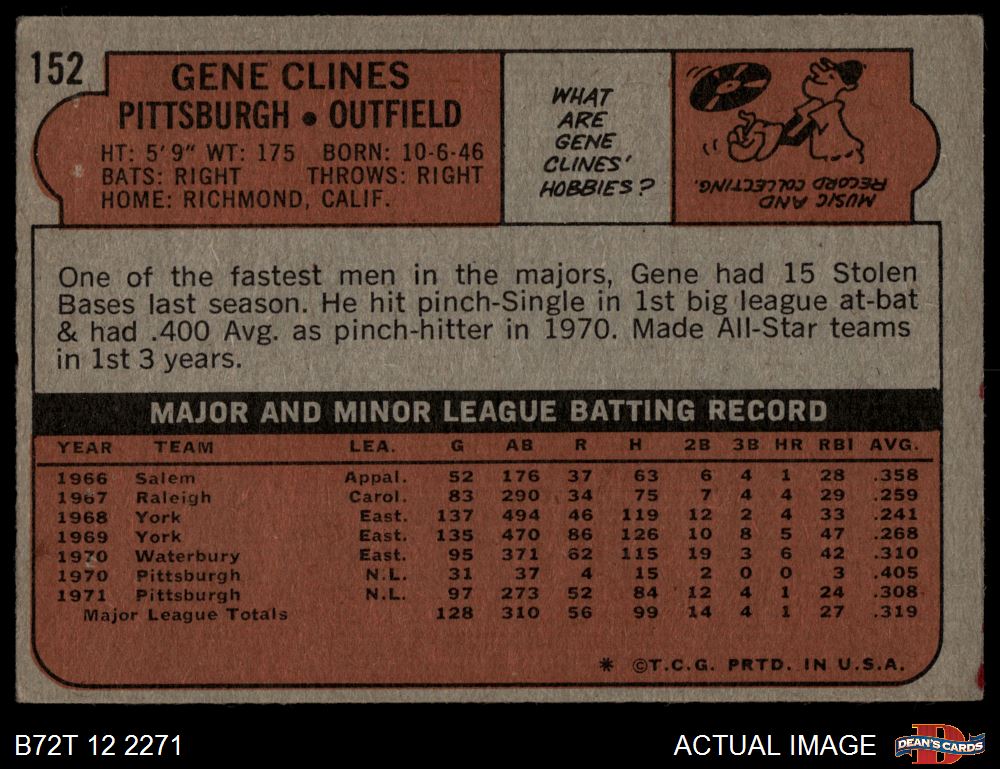 152
GENE CLINES
PITTSBURGH • OUTFIELD
HT: 5'9" WT: 175 BORN: 10-6-46
BATS: RIGHT THROWS: RIGHT
HOME: RICHMOND, CALIF.
WHAT
ARE
GENE
CLINES'
HOBBIES?
MUSIC AND
RECORD COLLECTING.
One of the fastest men in the majors, Gene had 15 Stolen
Bases last season. He hit pinch-Single in 1st big league at-bat
& had .400 Avg. as pinch-hitter in 1970. Made All-Star teams
in 1st 3 years.
MAJOR AND MINOR LEAGUE BATTING RECORD
YEAR TEAM LEA. G AB R H 2B 3B HR RBI AVG.
1966 Salem Appal. 52 176 37 63 6 4 1 28 .358
1967 Raleigh Carol. 83 290 34 75 7 4 4 29 .259
1968 York East. 137 494 46 119 12 2 4 33 .241
1969 York East. 135 470 86 126 10 8 5 47 .268
1970 Waterbury East. 95 371 62 115 19 3 6 42 .310
1970 Pittsburgh N.L. 31 37 4 15 2 0 0 3 .405
1971 Pittsburgh N.L. 97 273 52 84 12 4 1 24 .308
Major League Totals 128 310 56 99 14 4 1 27 .319
* ©T.C.G. PRTD. IN U.S.A.
B72T 12 2271
ACTUAL IMAGE
D
DEAN'S CARDS